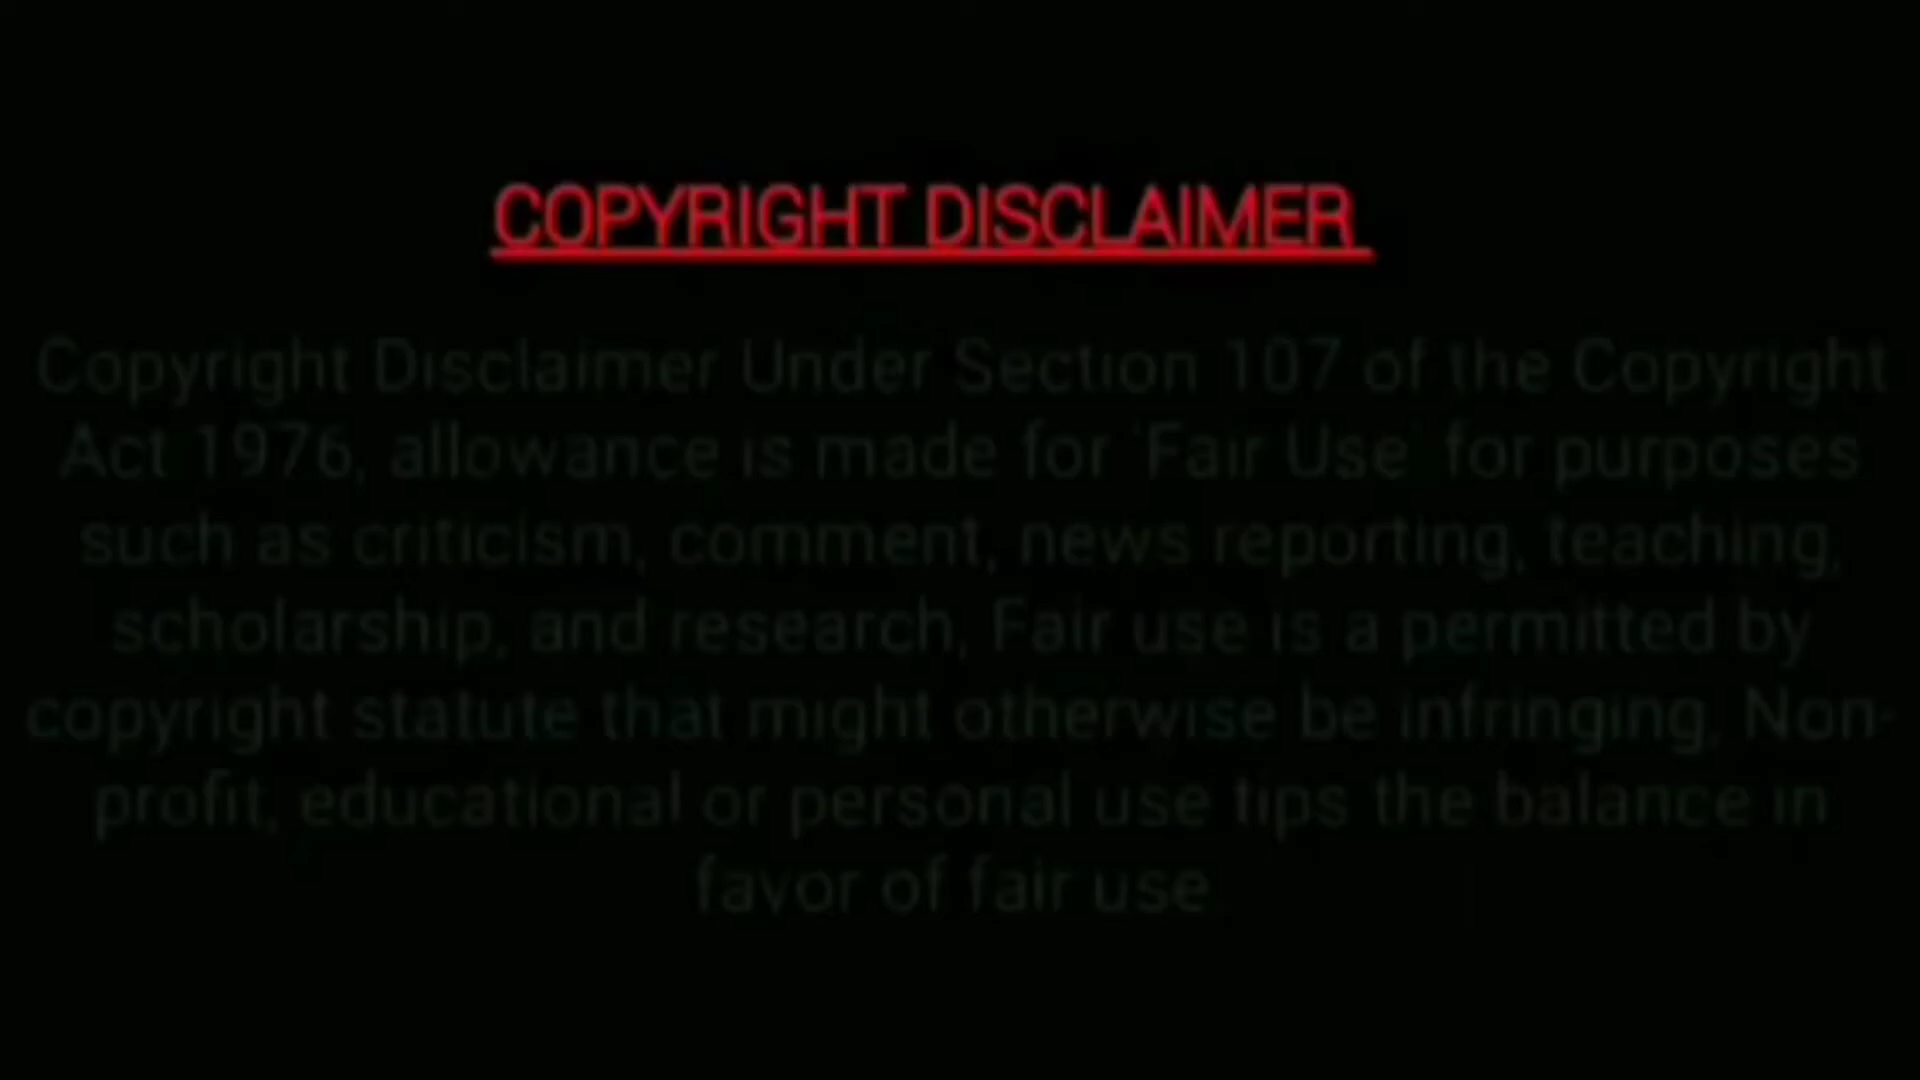 COPYRIGHT DISCLAIMER
Copyright Disclaimer Under Section 107 of the Copyright
Act 1976, allowance is made for 'Fair Use' for purposes
such as criticism, comment, news reporting, teaching,
scholarship, and research, Fair use is a permitted by
copyright statute that might otherwise be infringing, Non-
profit, educational or personal use tips the balance in
favor of fair use.